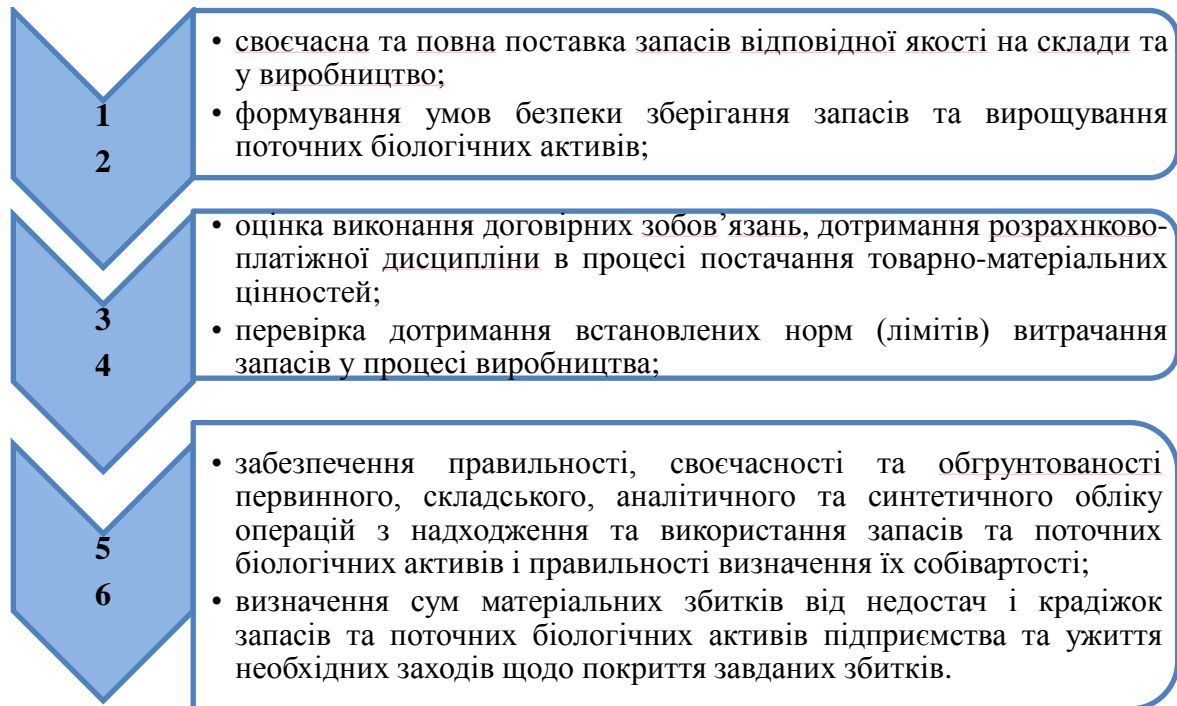 1
2
• своєчасна та повна поставка запасів відповідної якості на склади та
у виробництво;
• формування умов безпеки зберігання запасів та вирощування
поточних біологічних активів;
3
4
• оцінка виконання договірних зобов’язань, дотримання розрахнково-
платіжної дисципліни в процесі постачання товарно-матеріальних
цінностей;
• перевірка дотримання встановлених норм (лімітів) витрачання
запасів у процесі виробництва;
5
6
• забезпечення правильності, своєчасності та обгрунтованості
первинного, складського, аналітичного та синтетичного обліку
операцій з надходження та використання запасів та поточних
біологічних активів і правильності визначення їх собівартості;
• визначення сум матеріальних збитків від недостач і крадіжок
запасів та поточних біологічних активів підприємства та ужиття
необхідних заходів щодо покриття завданих збитків.